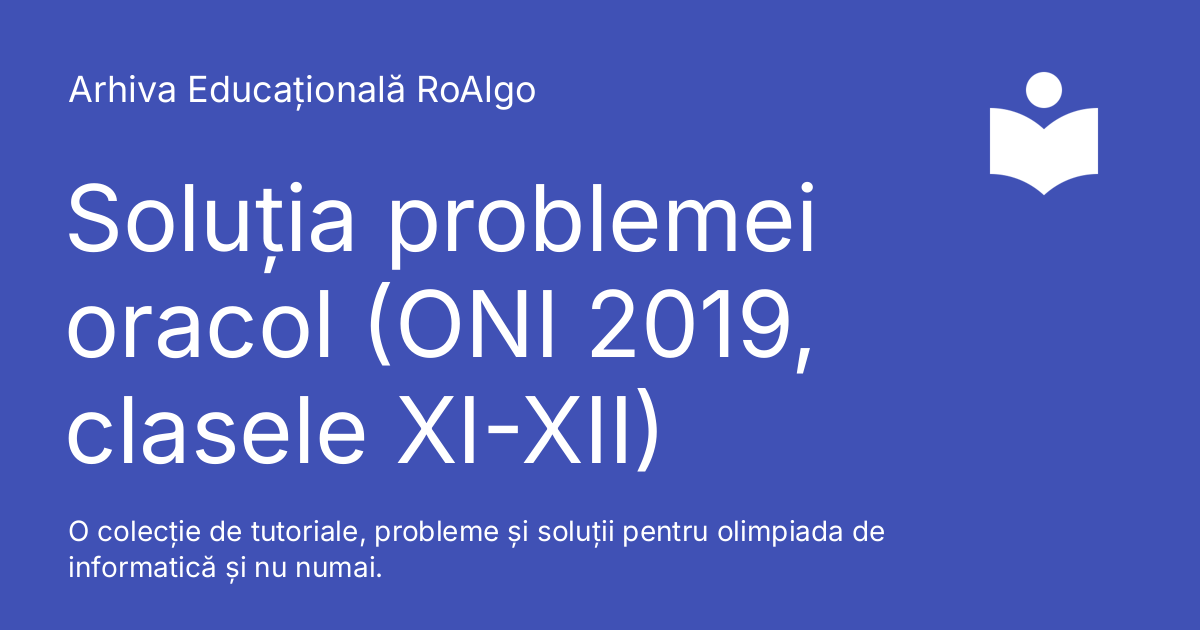 Arhiva Educațională RoAlgo
Soluția problemei
oracol (ONI 2019,
clasele XI-XII)
O colecție de tutoriale, probleme și soluții pentru olimpiada de
informatică și nu numai.